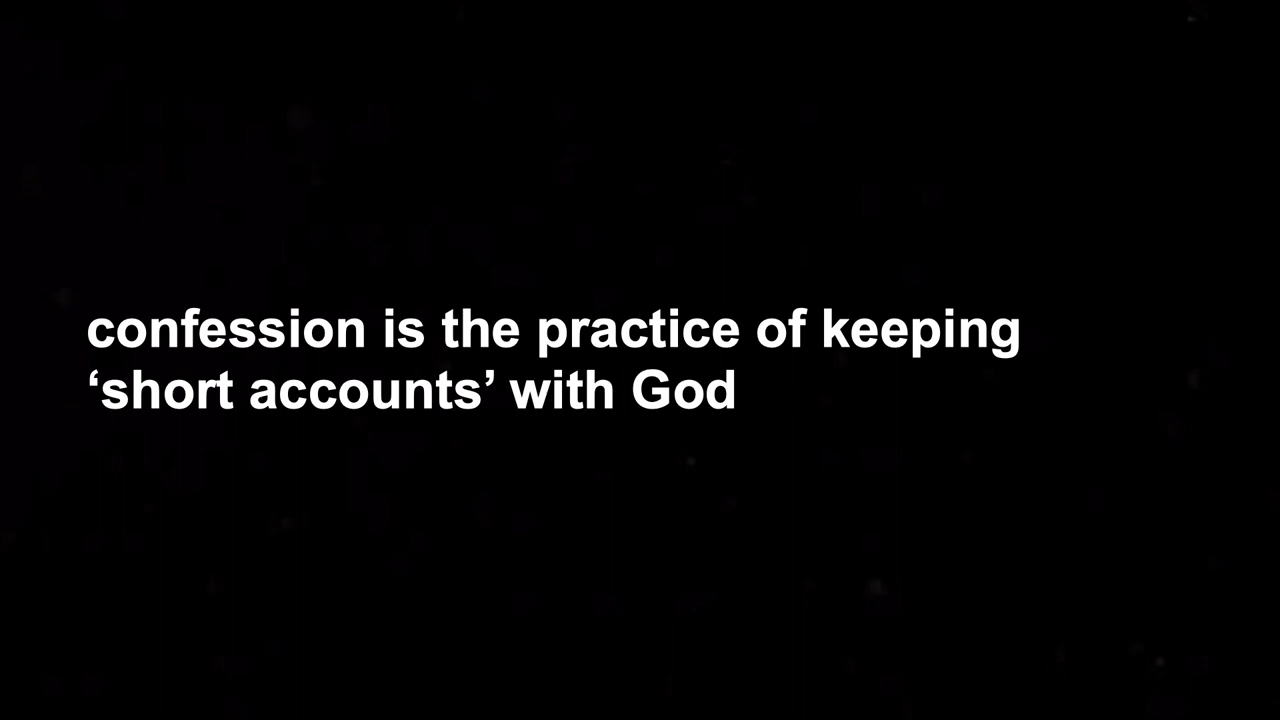 confession is the practice of keeping
‘short accounts’ with God